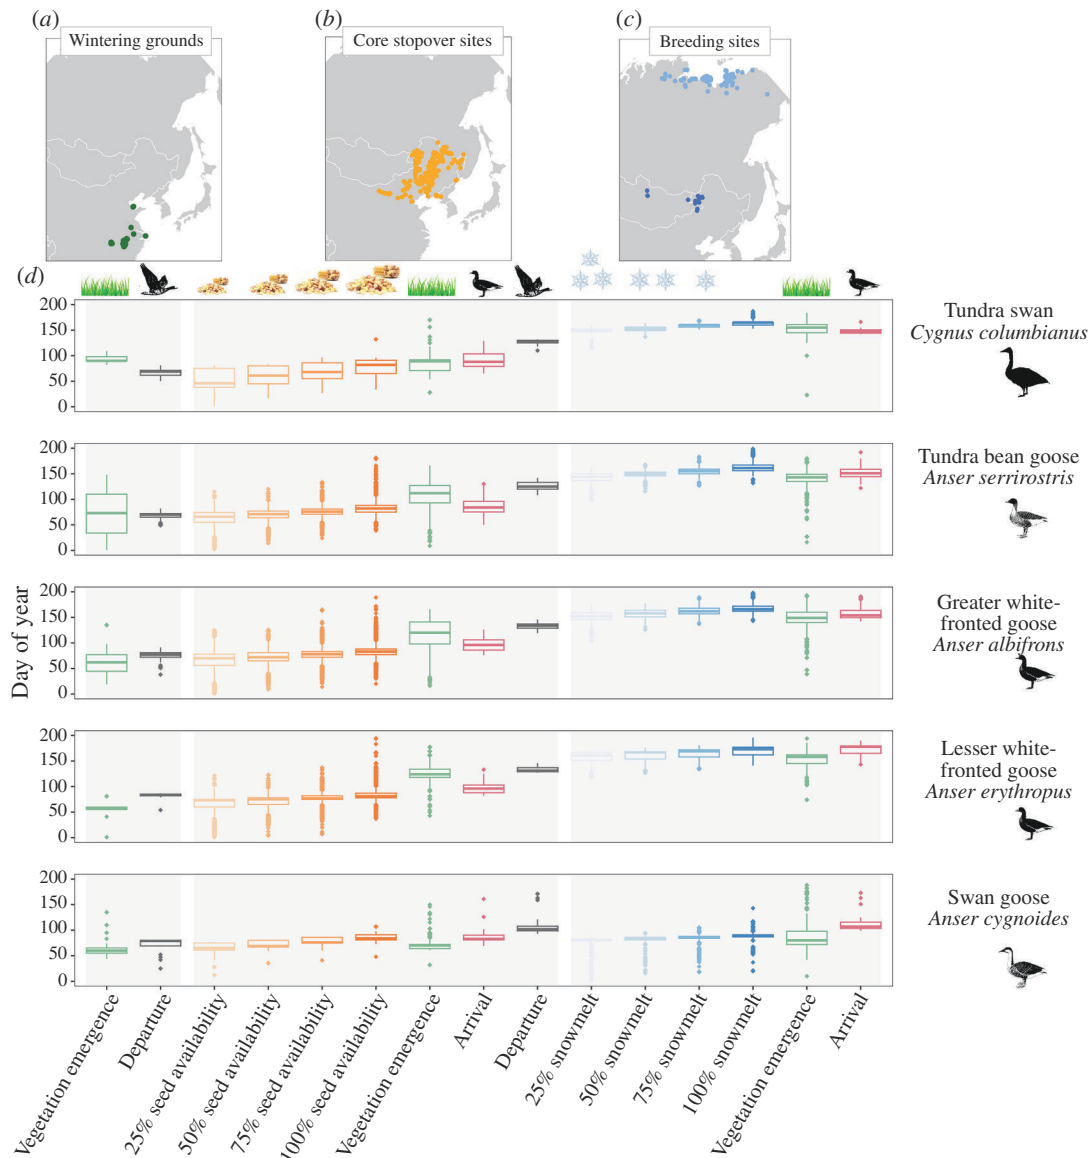 (a)
Wintering grounds
(b)
Core stopover sites
(c)
Breeding sites
(d)
Day of year
200
150
100
50
0
Tundra swan
Cygnus columbianus
200
150
100
50
0
Tundra bean goose
Anser serrirostris
200
150
100
50
0
Greater white-
fronted goose
Anser albifrons
200
150
100
50
0
Lesser white-
fronted goose
Anser erythropus
200
150
100
50
0
Swan goose
Anser cygnoides
Vegetation emergence
Departure
25% seed availability
50% seed availability
75% seed availability
100% seed availability
Vegetation emergence
Arrival
Departure
25% snowmelt
50% snowmelt
75% snowmelt
100% snowmelt
Vegetation emergence
Arrival